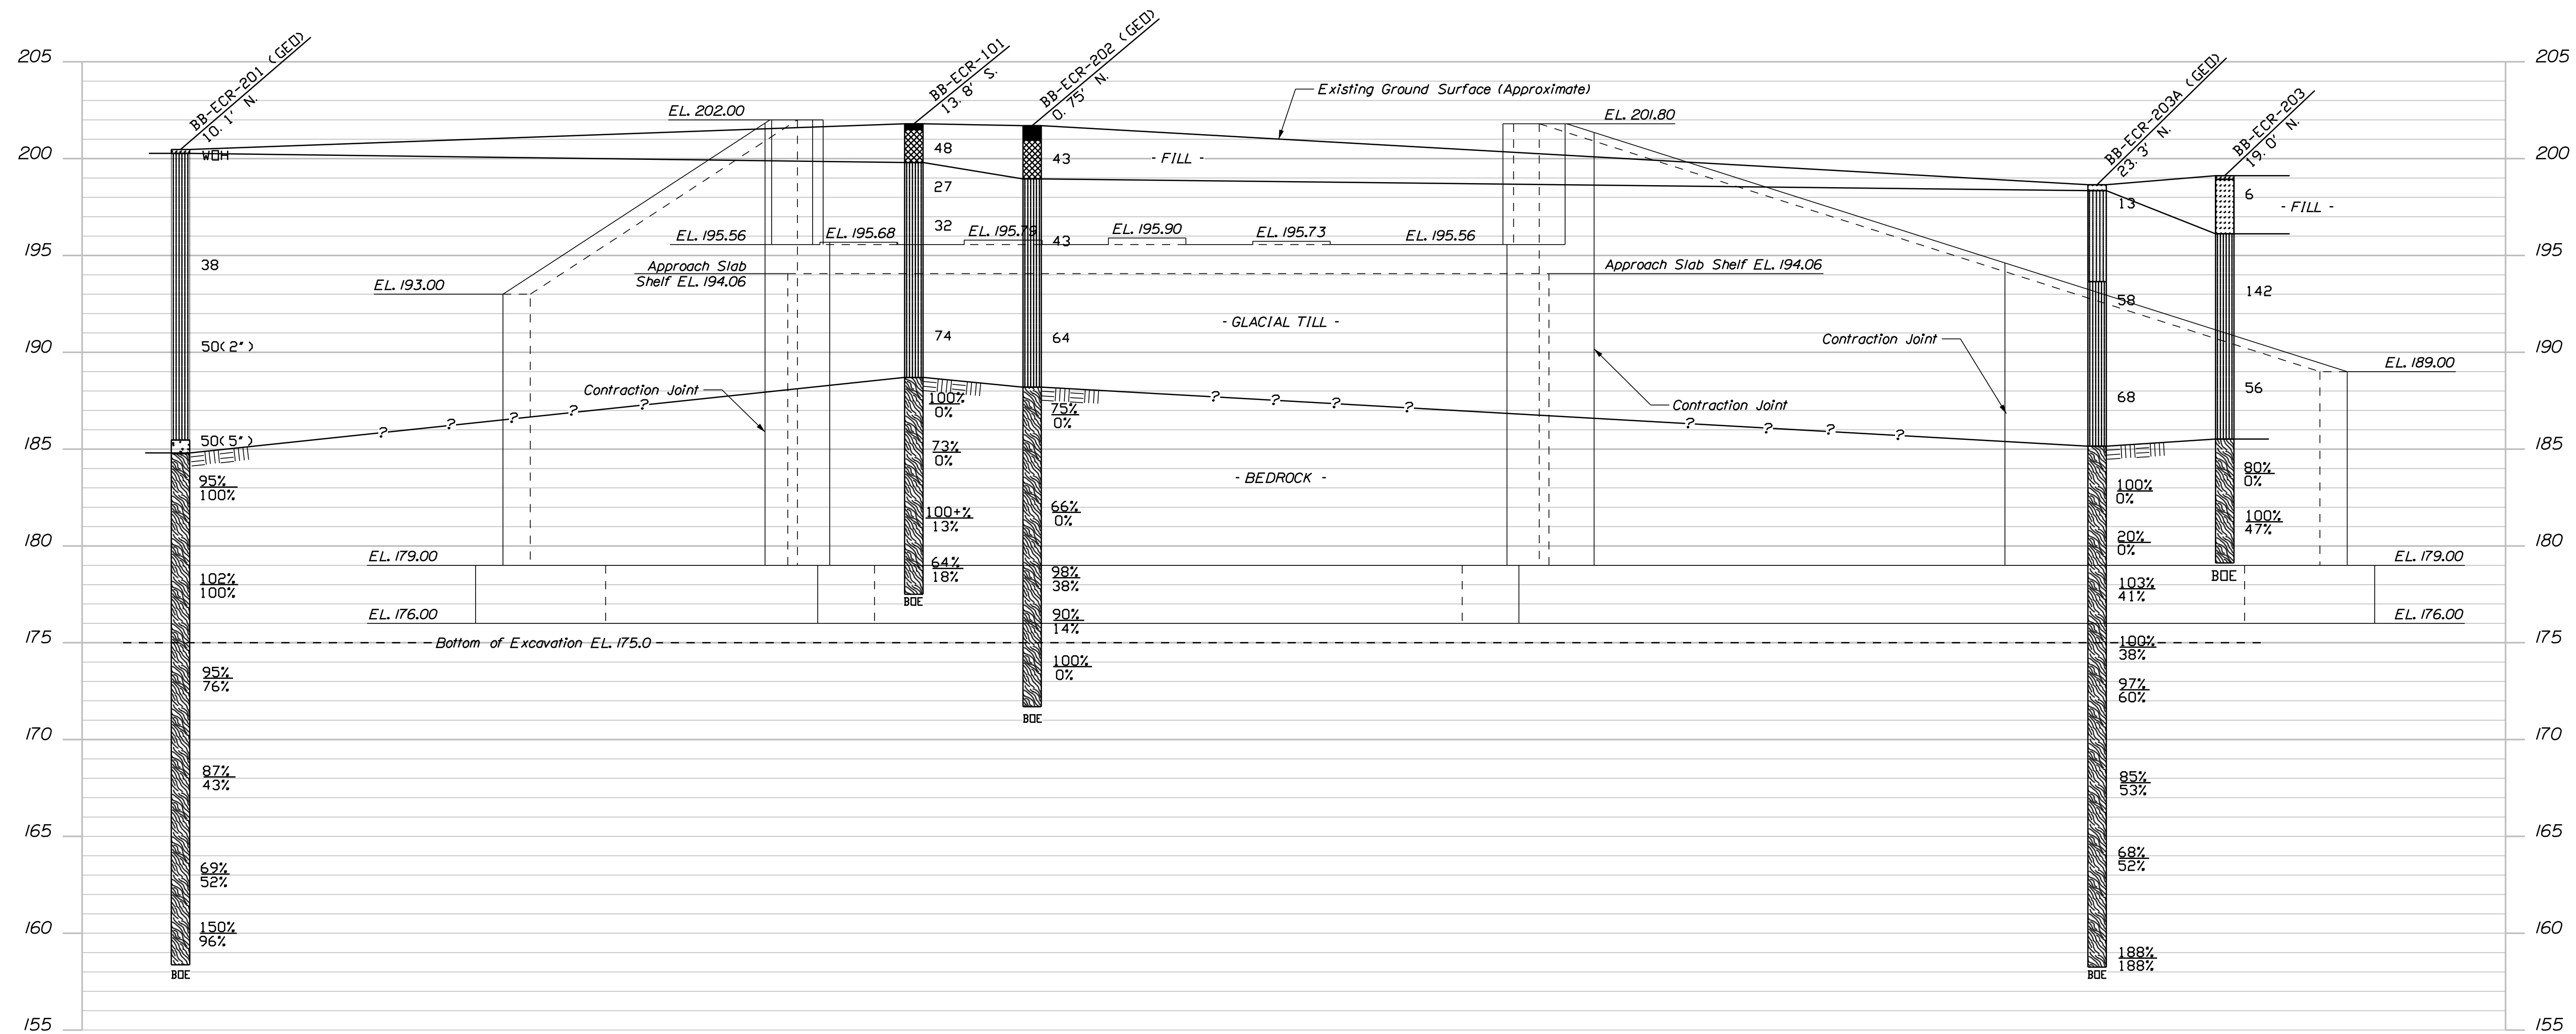 205
200
195
190
185
180
175
170
165
160
155
BB-ECR-201 (GEO)
10.1' N.
WOH
38
50(2")
50(5")
95%
100%
102%
100%
95%
76%
87%
43%
69%
52%
150%
96%
BOE
EL. 202.00
EL. 195.56
Approach Slab
Shelf EL. 194.06
EL. 193.00
Contraction Joint
? ? ? ? ?
EL. 179.00
EL. 176.00
Bottom of Excavation EL. 175.0
BB-ECR-101
13.8' S.
48
27
32
74
100%
0%
73%
0%
100+%
13%
64%
18%
BOE
EL. 195.68
EL. 195.79
BB-ECR-202 (GEO)
0.75' N.
43
43
64
75%
0%
66%
0%
98%
38%
90%
14%
100%
0%
BOE
Existing Ground Surface (Approximate)
- FILL -
EL. 195.90
EL. 195.73
EL. 195.56
- GLACIAL TILL -
? ? ? ?
- BEDROCK -
EL. 201.80
Approach Slab Shelf EL. 194.06
Contraction Joint
Contraction Joint
? ? ? ?
BB-ECR-203A (GEO)
23.3' N.
13
58
68
100%
0%
20%
0%
103%
41%
100%
38%
97%
60%
85%
53%
68%
52%
188%
188%
BOE
BB-ECR-203
19.0' N.
6
- FILL -
142
56
80%
0%
100%
47%
BOE
EL. 189.00
EL. 179.00
EL. 176.00
205
200
195
190
185
180
175
170
165
160
155